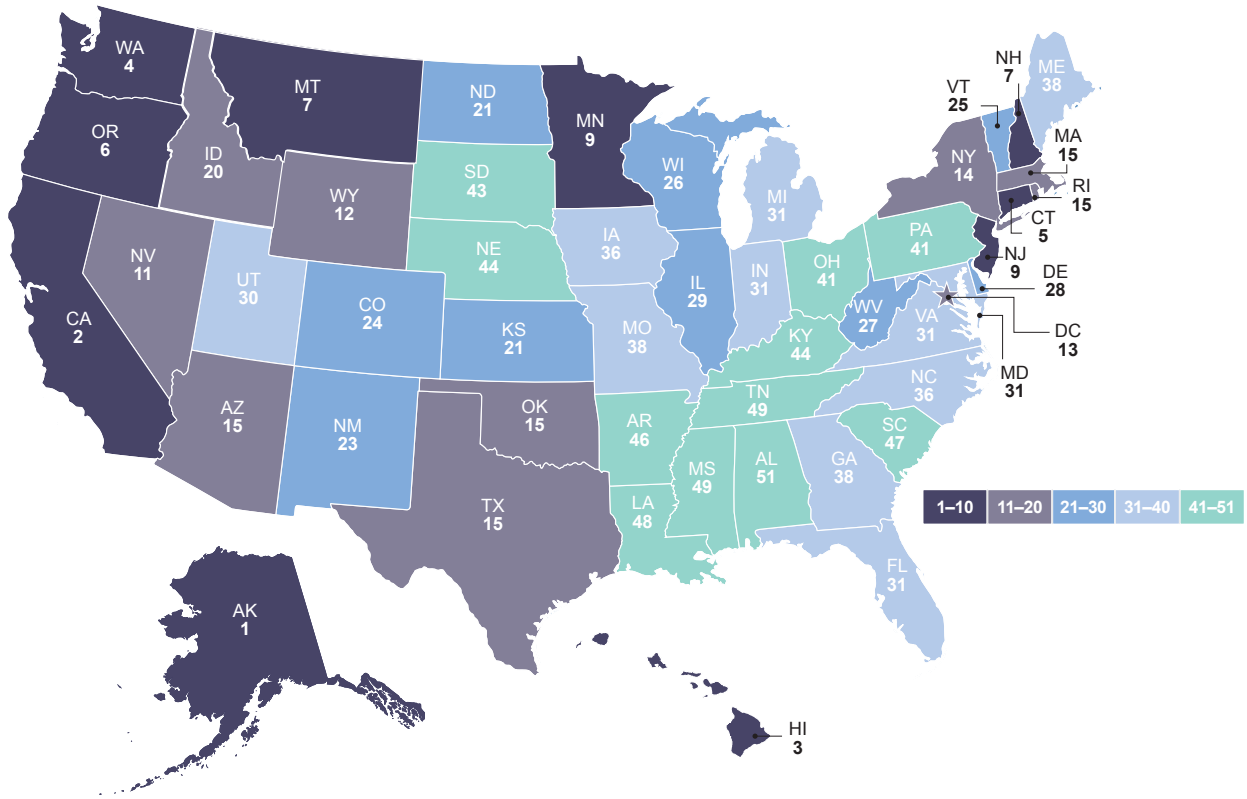 WA
4
OR
6
CA
2
ID
20
NV
11
MT
7
WY
12
UT
30
AZ
15
CO
24
NM
23
ND
21
SD
43
NE
44
KS
21
OK
15
TX
15
MN
9
IA
36
MO
38
AR
46
LA
48
WI
26
IL
29
MI
31
IN
31
OH
41
KY
44
TN
49
MS
49
AL
51
GA
38
FL
31
SC
47
NC
36
VA
31
WV
27
PA
41
NY
14
VT
25
NH
7
ME
38
MA
15
RI
15
CT
5
NJ
9
DE
28
DC
13
MD
31
AK
1
HI
3
1–10 11–20 21–30 31–40 41–51